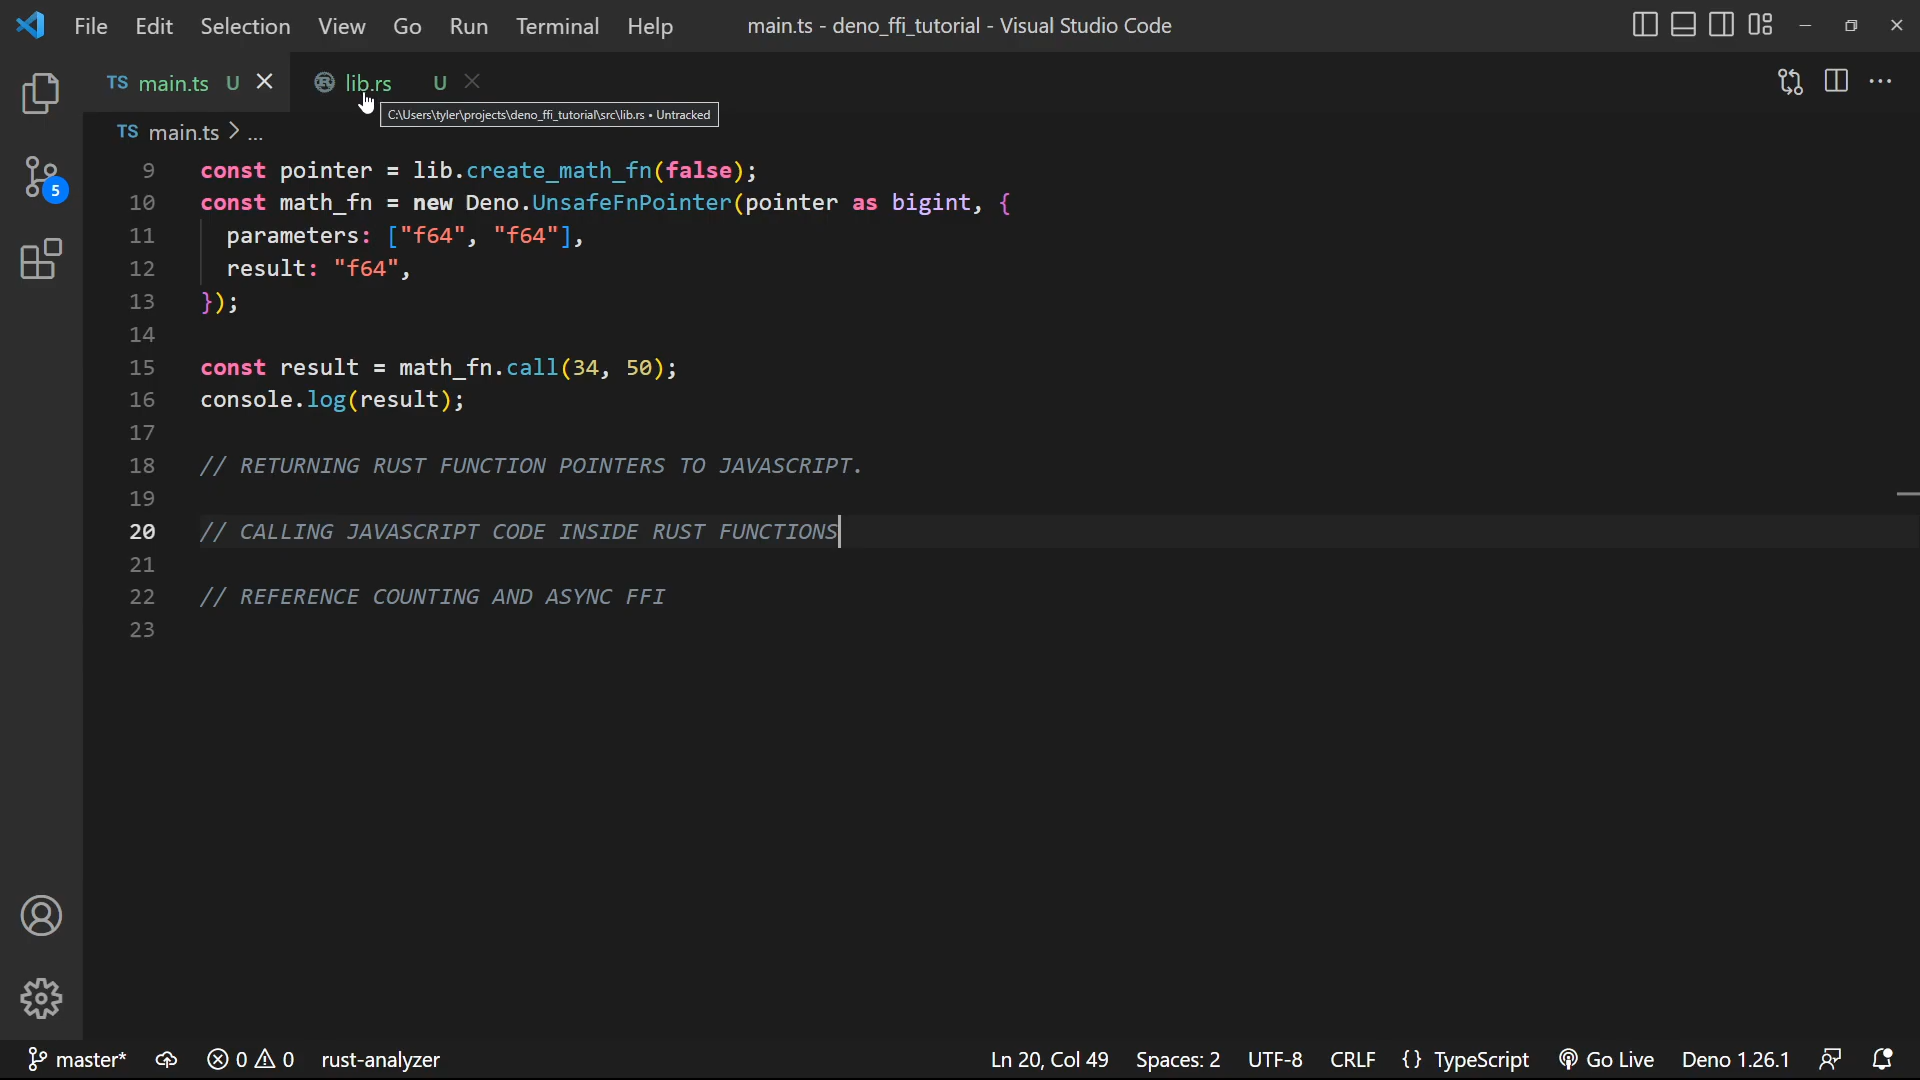 File Edit Selection View Go Run Terminal Help main.ts - deno_ffi_tutorial - Visual Studio Code
TS main.ts U lib.rs U
C:\Users\tyler\projects\deno_ffi_tutorial\src\lib.rs • Untracked
TS main.ts > ...
9 const pointer = lib.create_math_fn(false);
10 const math_fn = new Deno.UnsafeFnPointer(pointer as bigint, {
11 parameters: ["f64", "f64"],
12 result: "f64",
13 });
14
15 const result = math_fn.call(34, 50);
16 console.log(result);
17
18 // RETURNING RUST FUNCTION POINTERS TO JAVASCRIPT.
19
20 // CALLING JAVASCRIPT CODE INSIDE RUST FUNCTIONS
21
22 // REFERENCE COUNTING AND ASYNC FFI
23
5
master* 0 0 rust-analyzer Ln 20, Col 49 Spaces: 2 UTF-8 CRLF {} TypeScript Go Live Deno 1.26.1